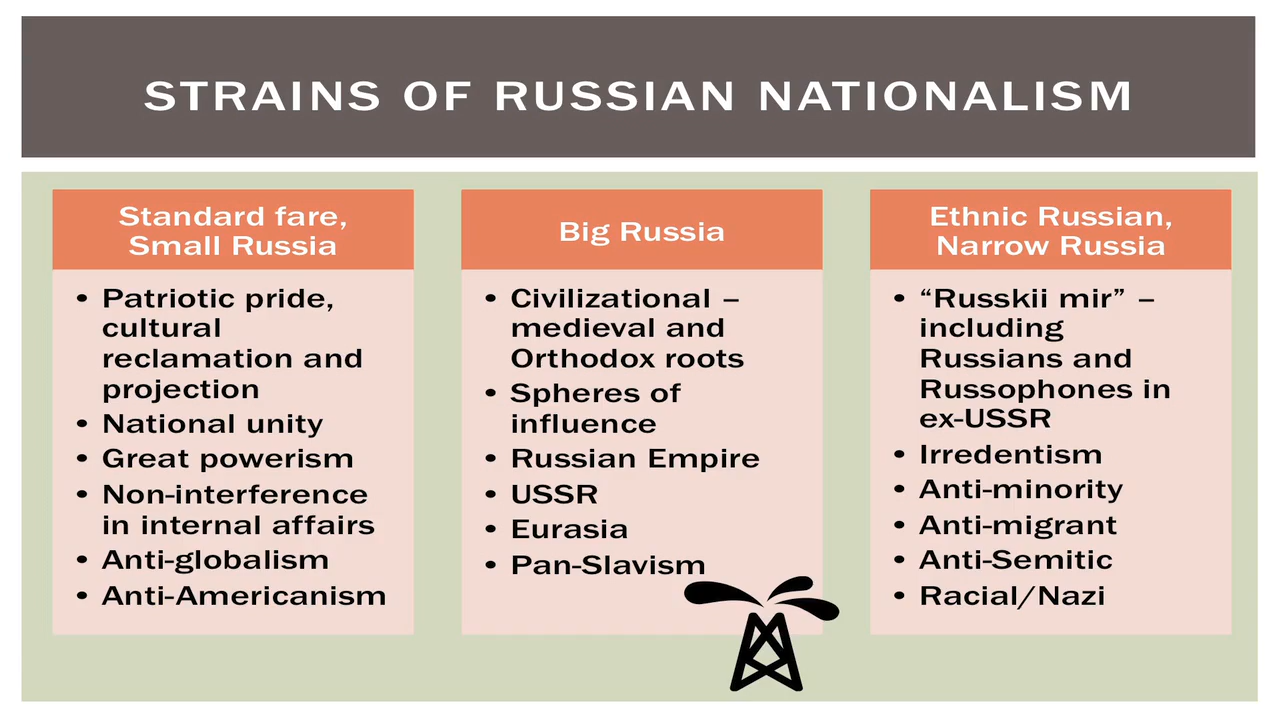 STRAINS OF RUSSIAN NATIONALISM
Standard fare,
Small Russia
• Patriotic pride,
cultural
reclamation and
projection
• National unity
• Great powerism
• Non-interference
in internal affairs
• Anti-globalism
• Anti-Americanism
Big Russia
• Civilizational –
medieval and
Orthodox roots
• Spheres of
influence
• Russian Empire
• USSR
• Eurasia
• Pan-Slavism
Ethnic Russian,
Narrow Russia
• “Russkii mir” –
including
Russians and
Russophones in
ex-USSR
• Irredentism
• Anti-minority
• Anti-migrant
• Anti-Semitic
• Racial/Nazi